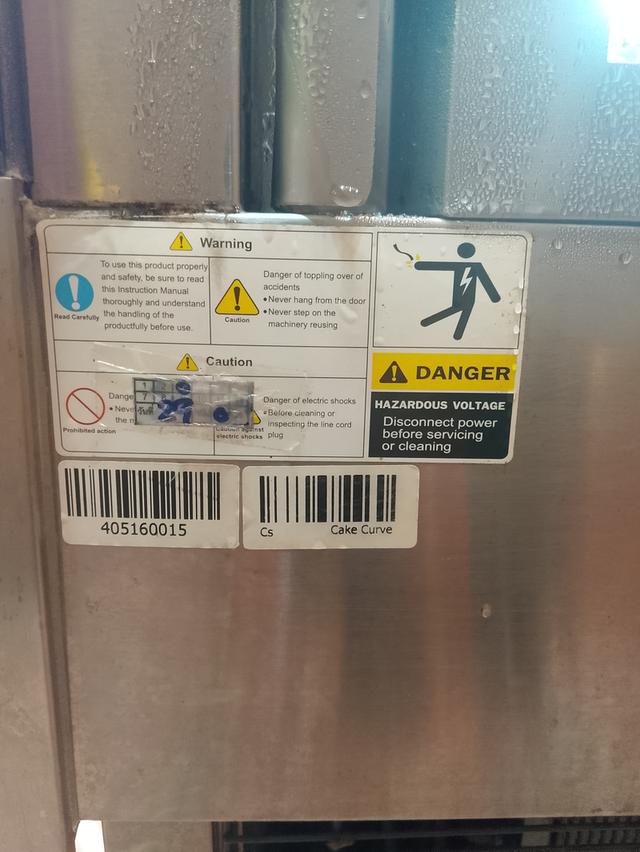 Warning
To use this product properly
and safety, be sure to read
this Instruction Manual
thoroughly and understand
the handling of the
productfully before use.
Read Carefully
Danger of toppling over of
accidents
•Never hang from the door
•Never step on the
machinery reusing
Caution
Caution
Prohibited action
Danger of electric shocks
•Before cleaning or
inspecting the line cord
plug
electric shocks
DANGER
HAZARDOUS VOLTAGE
Disconnect power
before servicing
or cleaning
405160015
Cs Cake Curve